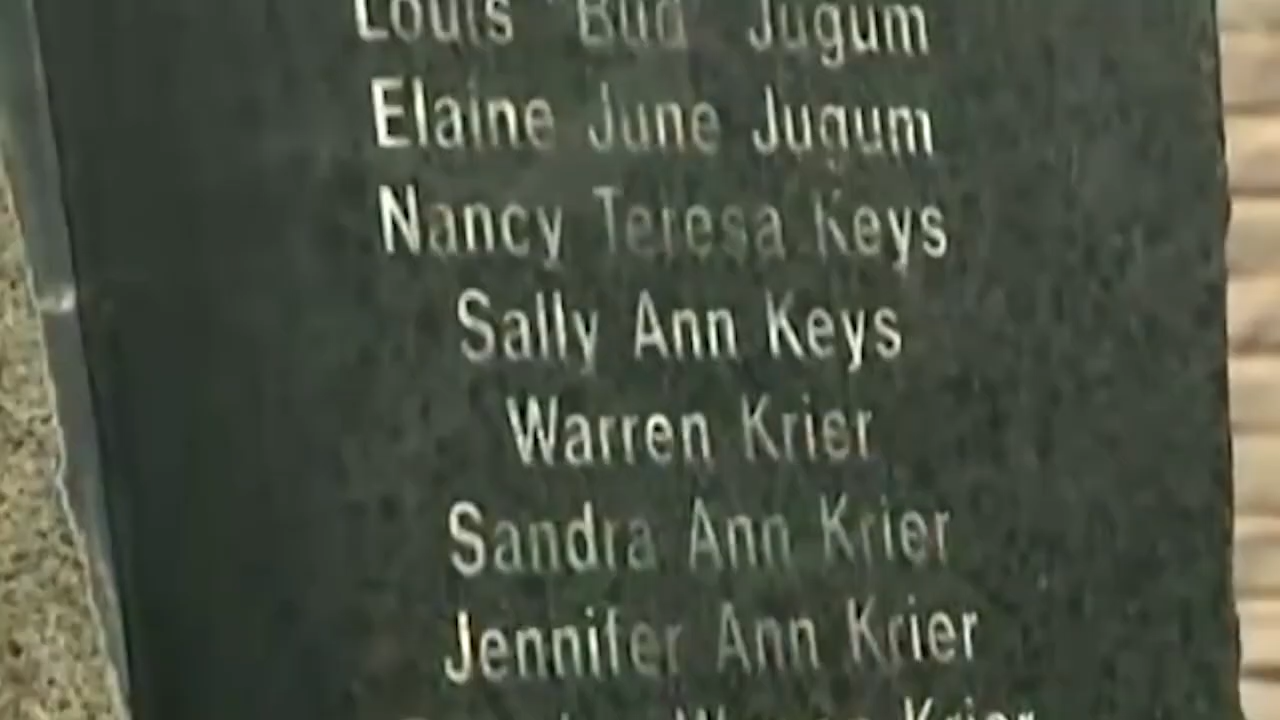 Louis "Bud" Jugum
Elaine June Jugum
Nancy Teresa Keys
Sally Ann Keys
Warren Krier
Sandra Ann Krier
Jennifer Ann Krier
Krier